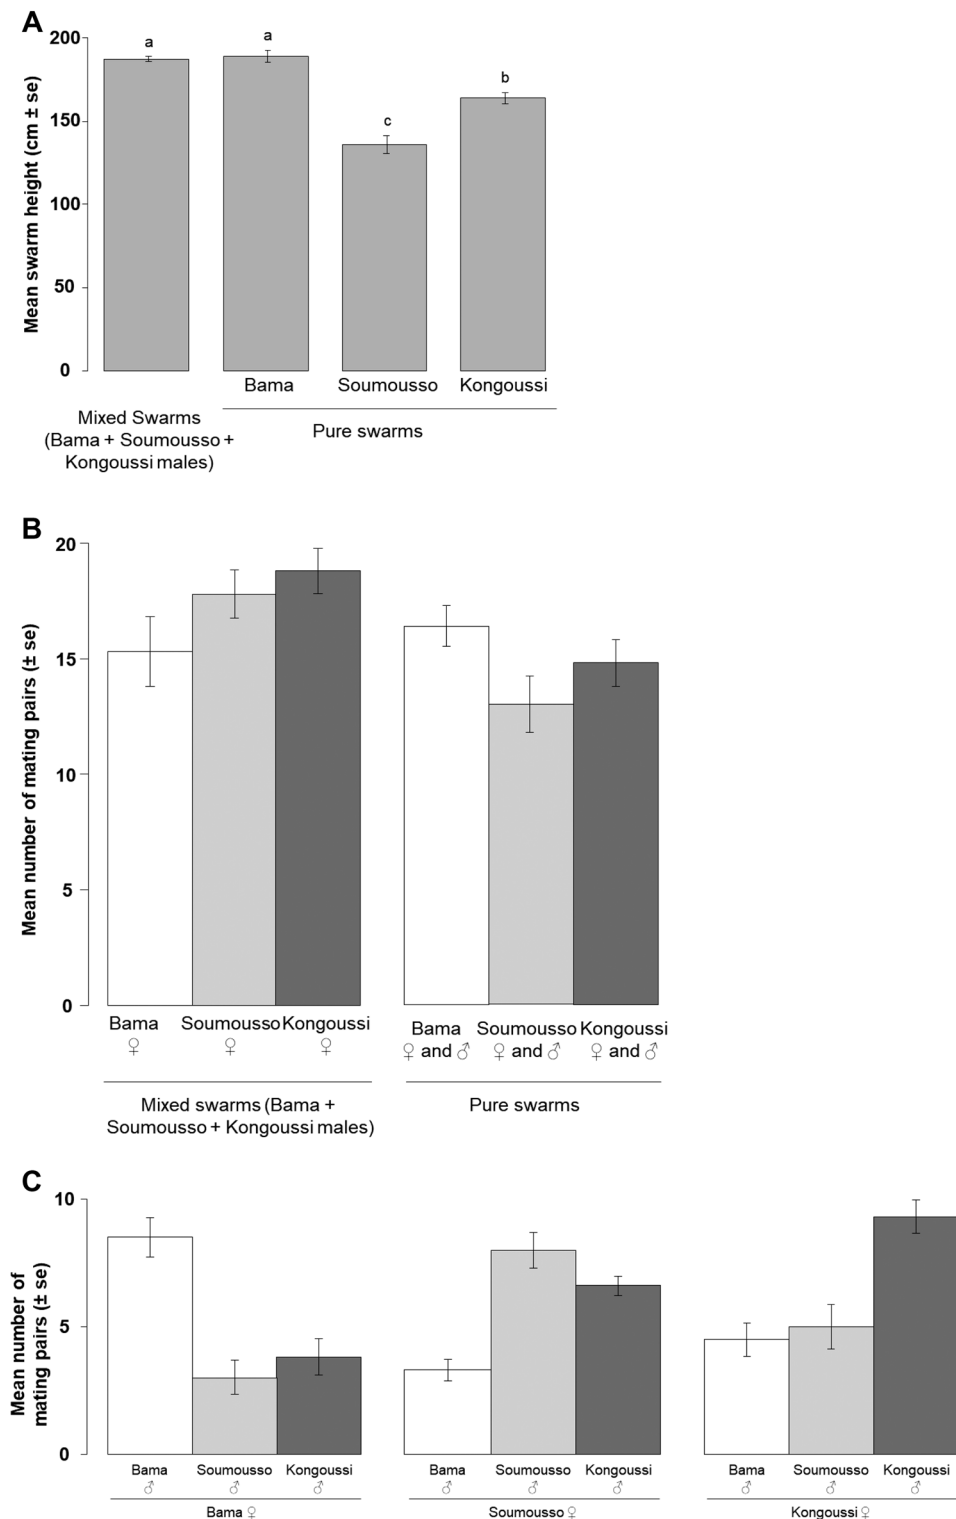 A
Mean swarm height (cm ± se)
200
150
100
50
0
a
a
c
b
Bama
Soumousso
Kongoussi
Mixed Swarms
(Bama + Soumousso +
Kongoussi males)
Pure swarms
B
Mean number of mating pairs (± se)
20
15
10
5
0
Bama
♀
Soumousso
♀
Kongoussi
♀
Bama
♀ and ♂
Soumousso
♀ and ♂
Kongoussi
♀ and ♂
Mixed swarms (Bama +
Soumousso + Kongoussi males)
Pure swarms
C
Mean number of
mating pairs (± se)
10
5
0
Bama
♂
Soumousso
♂
Kongoussi
♂
Bama ♀
Bama
♂
Soumousso
♂
Kongoussi
♂
Soumousso ♀
Bama
♂
Soumousso
♂
Kongoussi
♂
Kongoussi ♀